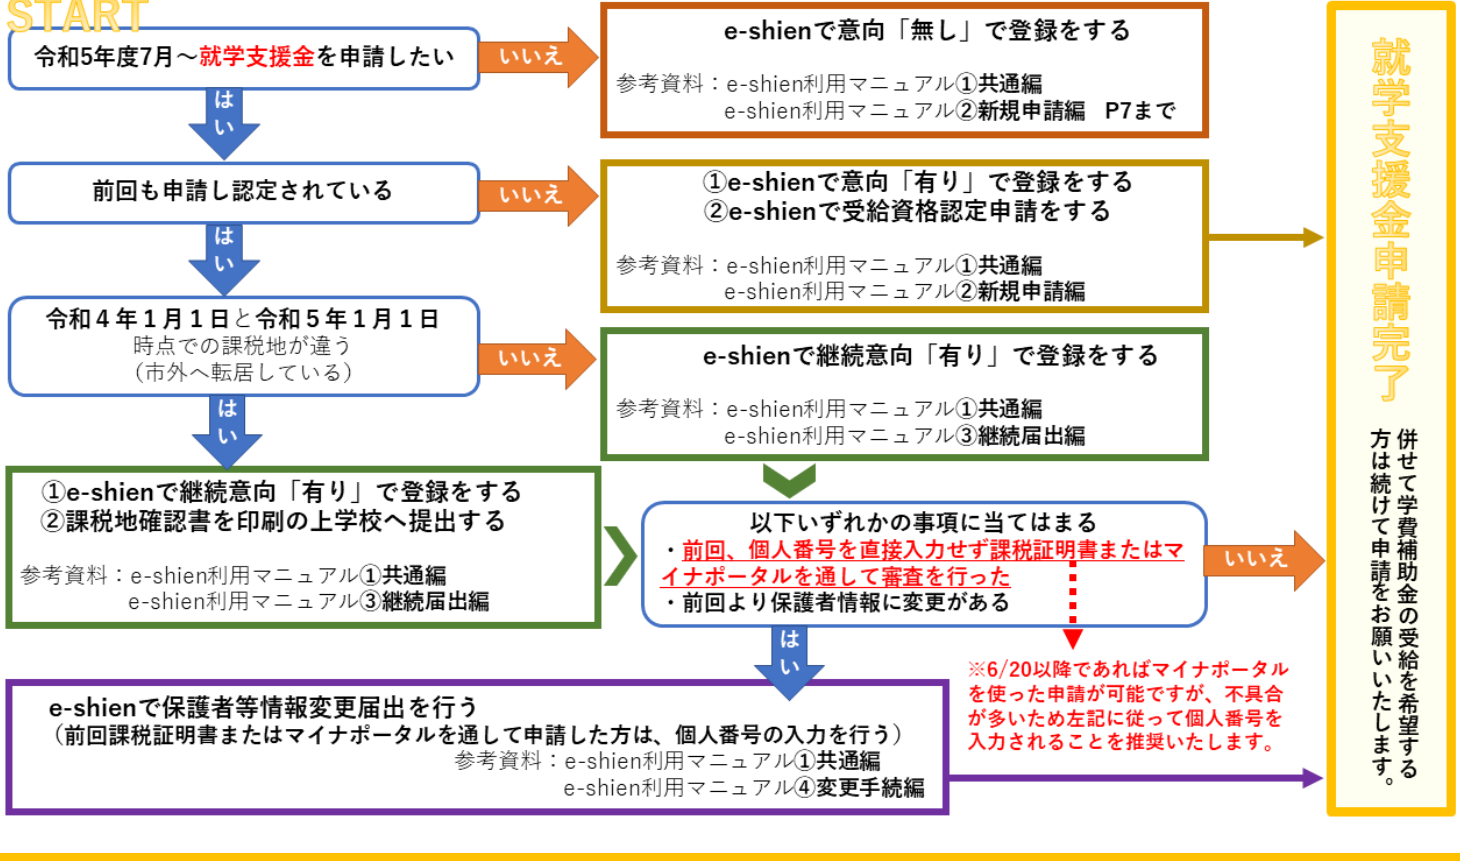 START
令和5年度7月～就学支援金を申請したい
いいえ
e-shienで意向「無し」で登録をする
参考資料：e-shien利用マニュアル①共通編
e-shien利用マニュアル②新規申請編　P7まで
はい
前回も申請し認定されている
いいえ
①e-shienで意向「有り」で登録をする
②e-shienで受給資格認定申請をする
参考資料：e-shien利用マニュアル①共通編
e-shien利用マニュアル②新規申請編
はい
令和４年１月１日と令和５年１月１日
時点での課税地が違う
（市外へ転居している）
いいえ
e-shienで継続意向「有り」で登録をする
参考資料：e-shien利用マニュアル①共通編
e-shien利用マニュアル③継続届出編
はい
①e-shienで継続意向「有り」で登録をする
②課税地確認書を印刷の上学校へ提出する
参考資料：e-shien利用マニュアル①共通編
e-shien利用マニュアル③継続届出編
以下いずれかの事項に当てはまる
・前回、個人番号を直接入力せず課税証明書またはマ
イナポータルを通して審査を行った
・前回より保護者情報に変更がある
いいえ
はい
※6/20以降であればマイナポータル
を使った申請が可能ですが、不具合
が多いため左記に従って個人番号を
入力されることを推奨いたします。
e-shienで保護者等情報変更届出を行う
（前回課税証明書またはマイナポータルを通して申請した方は、個人番号の入力を行う）
参考資料：e-shien利用マニュアル①共通編
e-shien利用マニュアル④変更手続編
就学支援金申請完了
併せて学費補助金の受給を希望する
方は続けて申請をお願いいたします。